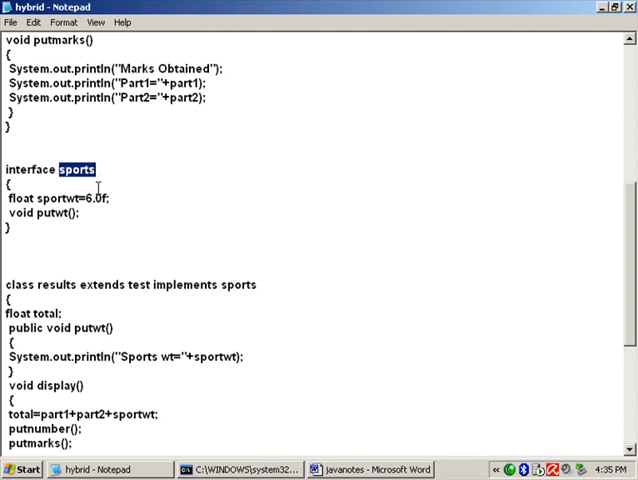 hybrid - Notepad
File Edit Format View Help
void putmarks()
{
System.out.println("Marks Obtained");
System.out.println("Part1="+part1);
System.out.println("Part2="+part2);
}
}
interface sports
{
float sportwt=6.0f;
void putwt();
}
class results extends test implements sports
{
float total;
public void putwt()
{
System.out.println("Sports wt="+sportwt);
}
void display()
{
total=part1+part2+sportwt;
putnumber();
putmarks();
Start hybrid - Notepad C:\WINDOWS\system32... javanotes - Microsoft Word « 4:35 PM